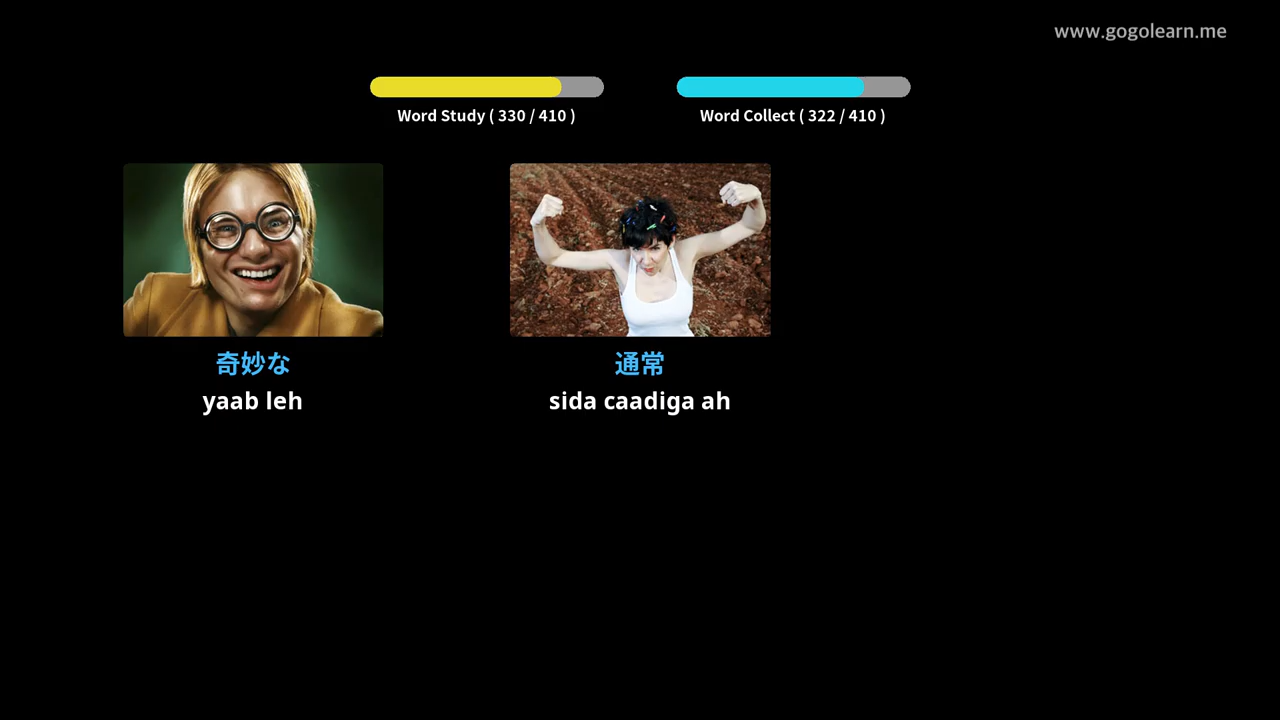 www.gogolearn.me
Word Study ( 330 / 410 )
Word Collect ( 322 / 410 )
奇妙な
yaab leh
通常
sida caadiga ah